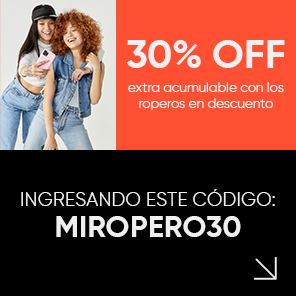 30% OFF
extra acumulable con los
roperos en descuento
INGRESANDO ESTE CÓDIGO:
MIROPERO30